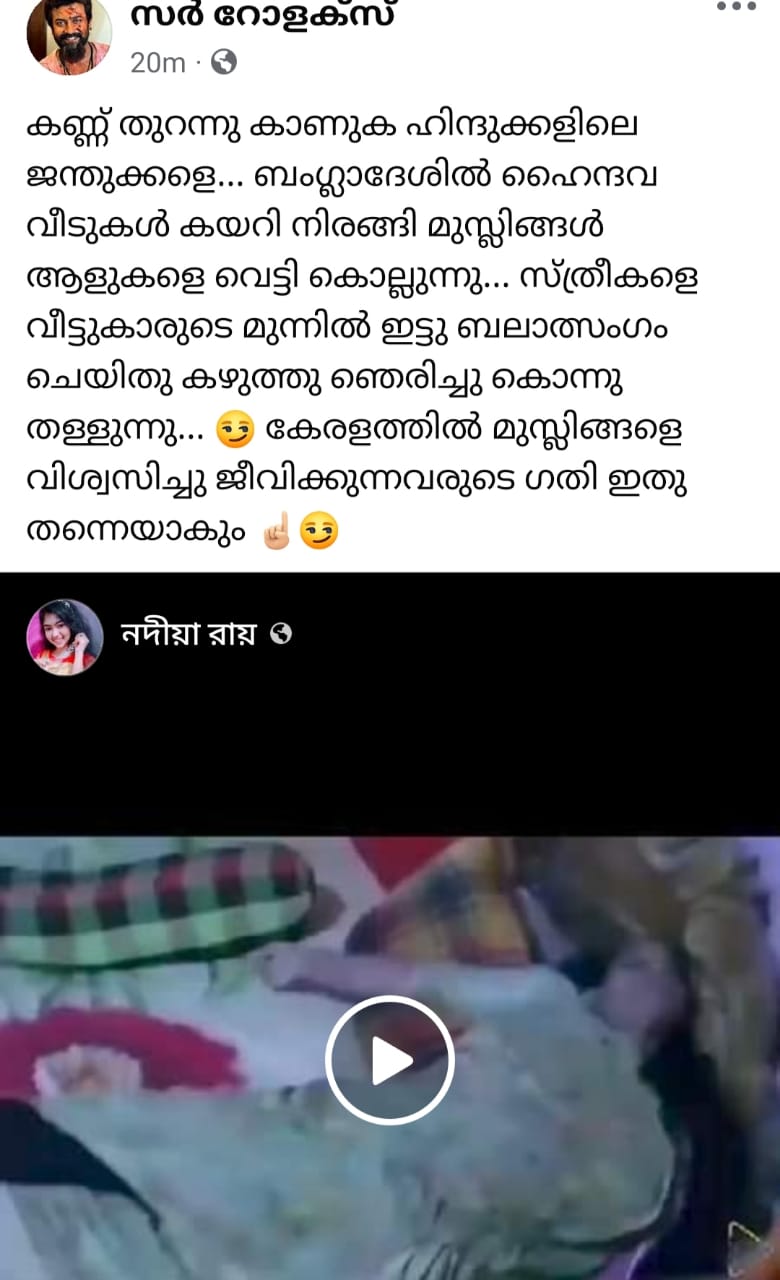 സർ റോളക്സ്
20m ·
കണ്ണ് തുറന്നു കാണുക ഹിന്ദുക്കളിലെ
ജന്തുക്കളെ... ബംഗ്ലാദേശിൽ ഹൈന്ദവ
വീടുകൾ കയറി നിരങ്ങി മുസ്ലിങ്ങൾ
ആളുകളെ വെട്ടി കൊല്ലുന്നു... സ്ത്രീകളെ
വീട്ടുകാരുടെ മുന്നിൽ ഇട്ടു ബലാത്സംഗം
ചെയിതു കഴുത്തു ഞെരിച്ചു കൊന്നു
തള്ളുന്നു... 😏 കേരളത്തിൽ മുസ്ലിങ്ങളെ
വിശ്വസിച്ചു ജീവിക്കുന്നവരുടെ ഗതി ഇതു
തന്നെയാകും ☝🏻😏
നദീയാ റായ്